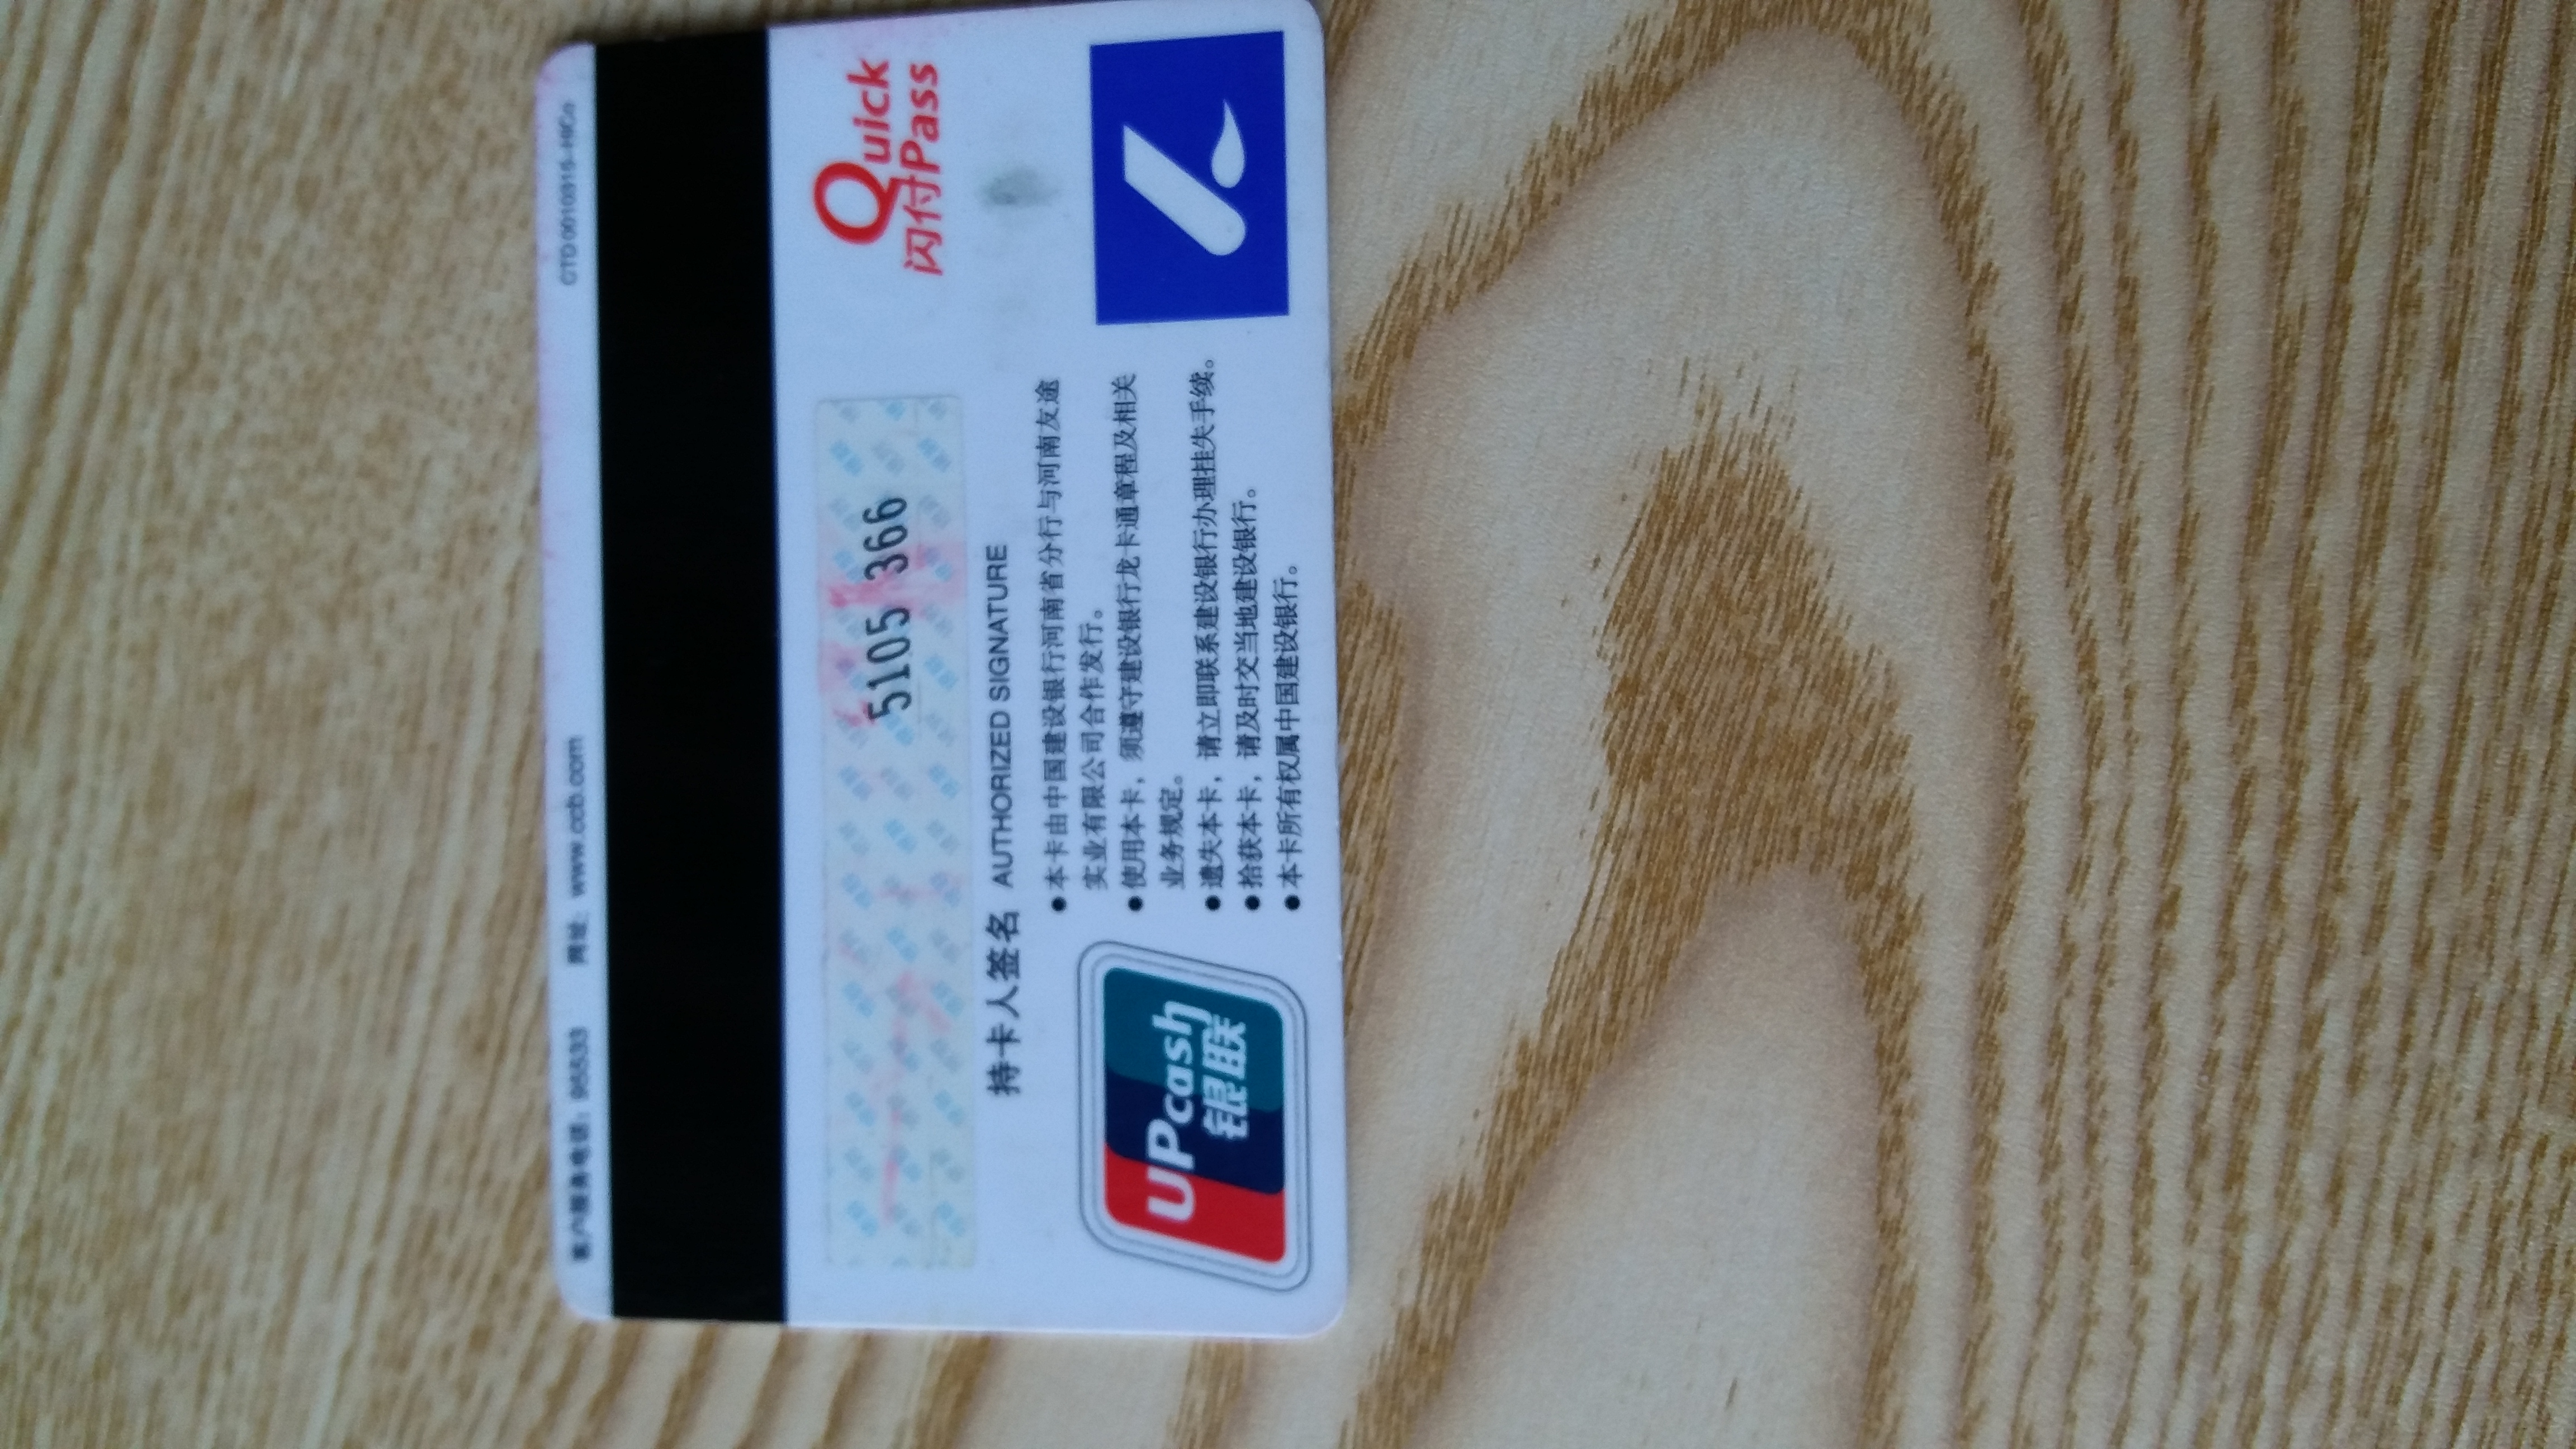 客户服务电话：95533 网址：www.ccb.com CTD0010315-HiCo
5105 366
Quick
闪付Pass
持卡人签名 AUTHORIZED SIGNATURE
●本卡由中国建设银行河南省分行与河南友途
实业有限公司合作发行。
●使用本卡，须遵守建设银行龙卡通章程及相关
业务规定。
●遗失本卡，请立即联系建设银行办理挂失手续。
●拾获本卡，请及时交当地建设银行。
●本卡所有权属中国建设银行。
UPcash
银联